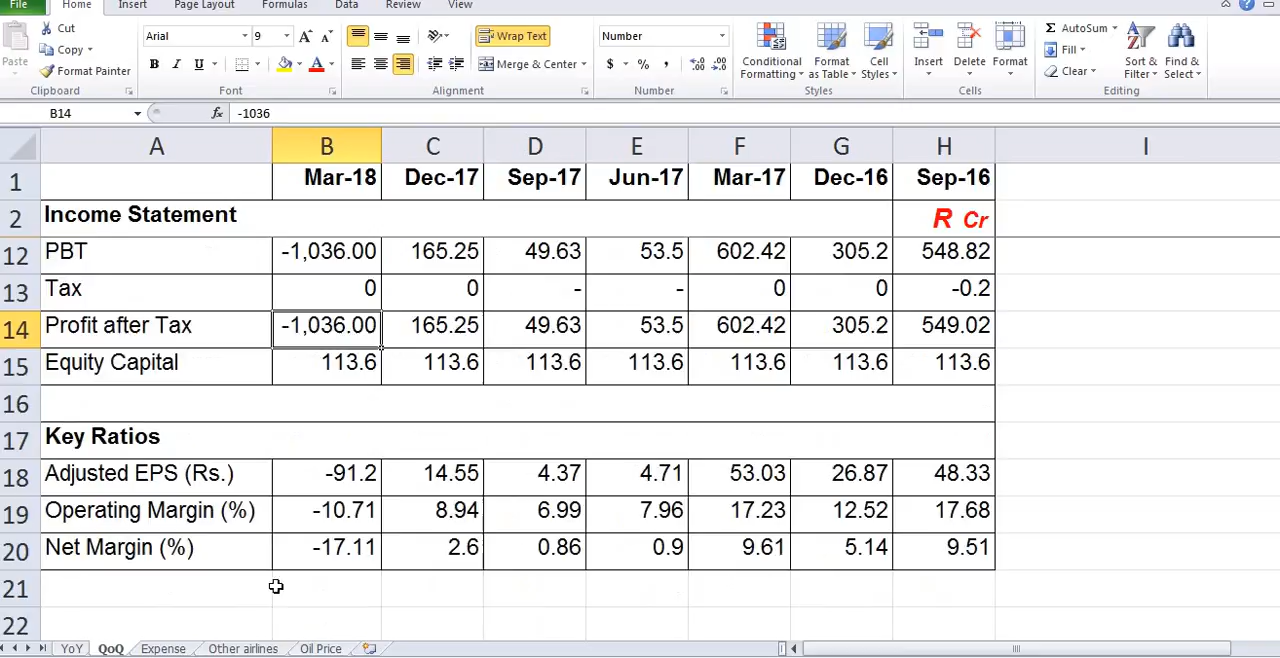 File Home Insert Page Layout Formulas Data Review View
Cut
Copy
Paste
Format Painter
Clipboard
Arial 9
B I U
Font
Wrap Text
Merge & Center
Alignment
Number
$ % ,
Number
Conditional Formatting
Format as Table
Cell Styles
Styles
Insert Delete Format
Cells
Σ AutoSum
Fill
Clear
Sort & Filter
Find & Select
Editing
B14 fx -1036
A B C D E F G H I
1 Mar-18 Dec-17 Sep-17 Jun-17 Mar-17 Dec-16 Sep-16
2 Income Statement R Cr
12 PBT -1,036.00 165.25 49.63 53.5 602.42 305.2 548.82
13 Tax 0 0 - - 0 0 -0.2
14 Profit after Tax -1,036.00 165.25 49.63 53.5 602.42 305.2 549.02
15 Equity Capital 113.6 113.6 113.6 113.6 113.6 113.6 113.6
16
17 Key Ratios
18 Adjusted EPS (Rs.) -91.2 14.55 4.37 4.71 53.03 26.87 48.33
19 Operating Margin (%) -10.71 8.94 6.99 7.96 17.23 12.52 17.68
20 Net Margin (%) -17.11 2.6 0.86 0.9 9.61 5.14 9.51
21
22
YoY QoQ Expense Other airlines Oil Price